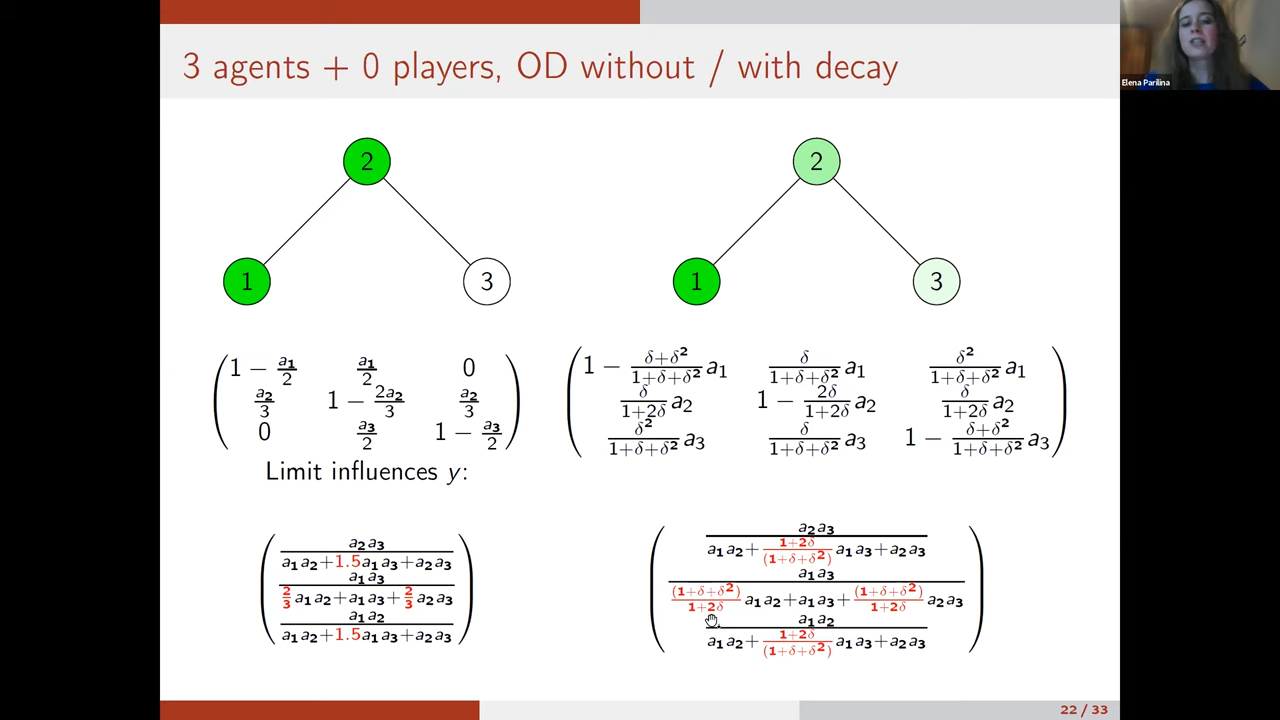 3 agents + 0 players, OD without / with decay
Elena Parilina
2
1
3
2
1
3
1 − a₁/2 a₁/2 0
a₂/3 1 − 2a₂/3 a₂/3
0 a₃/2 1 − a₃/2
1 − (δ+δ²)/(1+δ+δ²) a₁ δ/(1+δ+δ²) a₁ δ²/(1+δ+δ²) a₁
δ/(1+2δ) a₂ 1 − 2δ/(1+2δ) a₂ δ/(1+2δ) a₂
δ²/(1+δ+δ²) a₃ δ/(1+δ+δ²) a₃ 1 − (δ+δ²)/(1+δ+δ²) a₃
Limit influences y:
a₂a₃
a₁a₂+1.5a₁a₃+a₂a₃
a₁a₃
2/3 a₁a₂+a₁a₃+2/3 a₂a₃
a₁a₂
a₁a₂+1.5a₁a₃+a₂a₃
a₂a₃
a₁a₂+ (1+2δ)/(1+δ+δ²) a₁a₃+a₂a₃
a₁a₃
(1+δ+δ²)/(1+2δ) a₁a₂+a₁a₃+ (1+δ+δ²)/(1+2δ) a₂a₃
a₁a₂
a₁a₂+ (1+2δ)/(1+δ+δ²) a₁a₃+a₂a₃
22 / 33